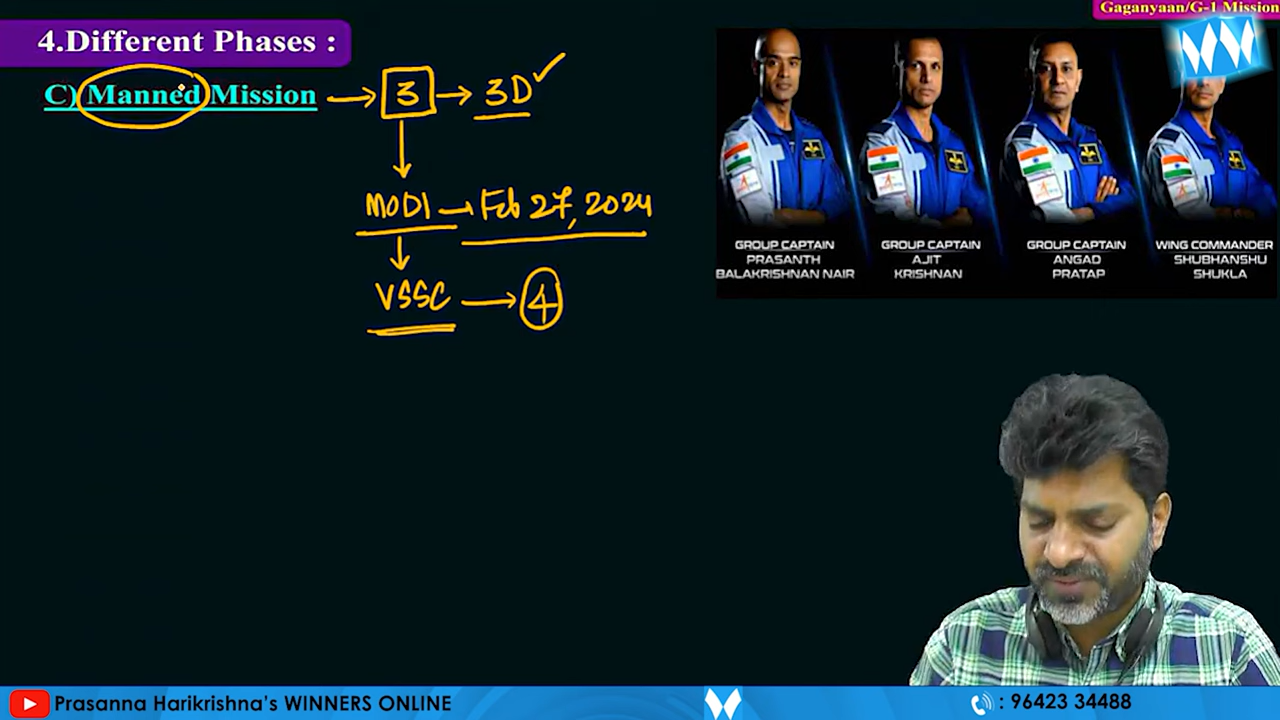 Gaganyaan/G-1 Mission
4.Different Phases :
C) Manned Mission → 3 → 3D ✓
MODI → Feb 27, 2024
VSSC → 4
GROUP CAPTAIN
PRASANTH
BALAKRISHNAN NAIR
GROUP CAPTAIN
AJIT
KRISHNAN
GROUP CAPTAIN
ANGAD
PRATAP
WING COMMANDER
SHUBHANSHU
SHUKLA
Prasanna Harikrishna's WINNERS ONLINE
: 96423 34488